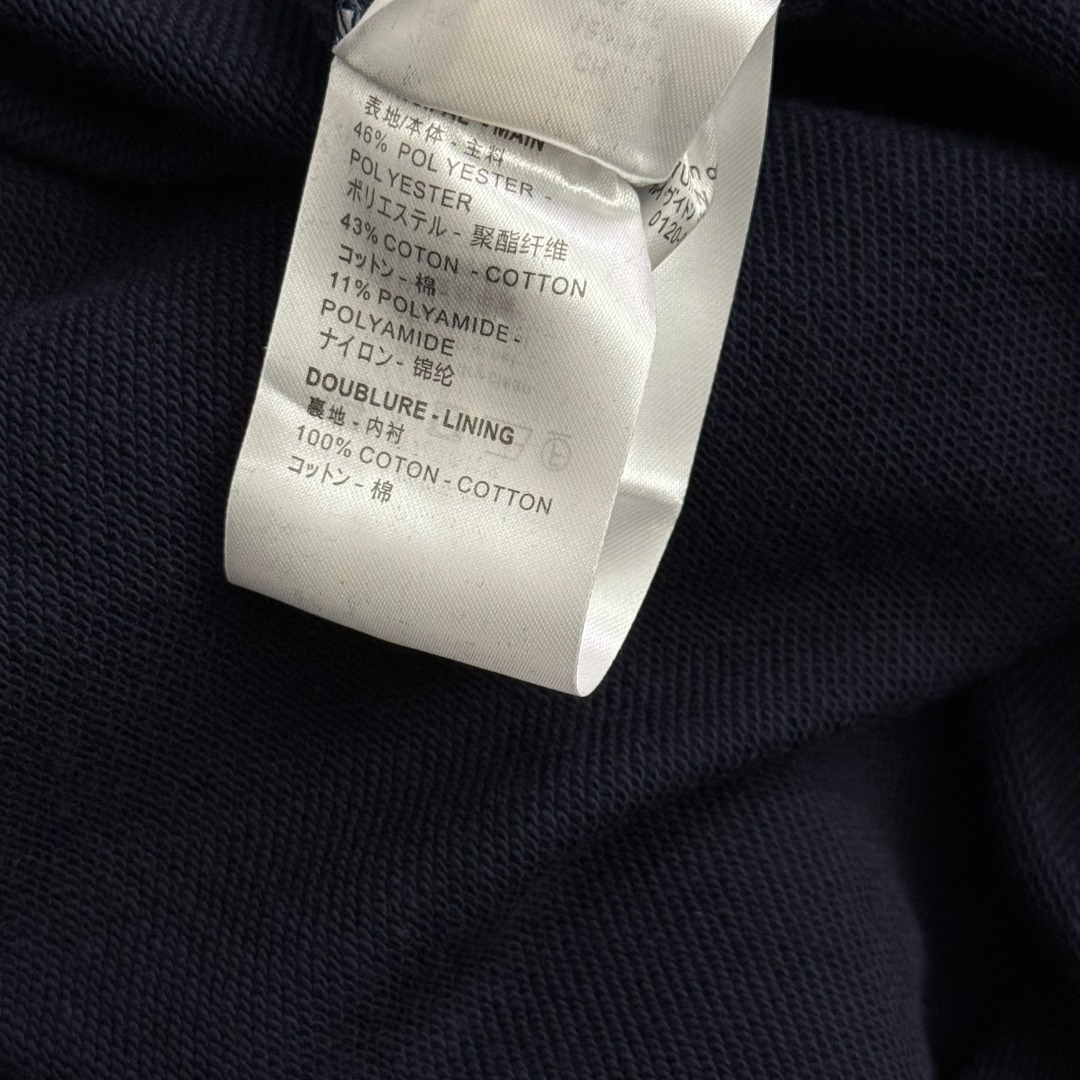 MAIN
表地/本体 - 主料
46% POLYESTER -
POLYESTER
ポリエステル - 聚酯纤维
43% COTON - COTTON
コットン - 棉
11% POLYAMIDE -
POLYAMIDE
ナイロン - 锦纶
DOUBLURE - LINING
裏地 - 内衬
100% COTON - COTTON
コットン - 棉
0120-